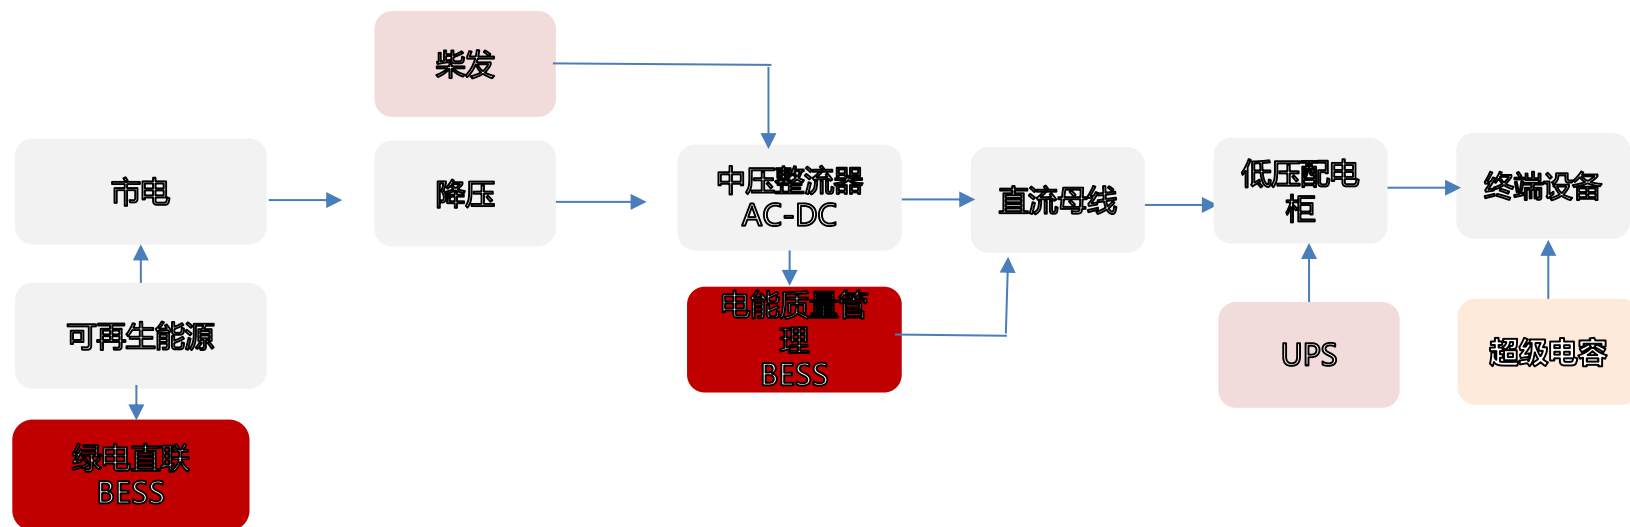 柴发
市电
降压
中压整流器
AC-DC
直流母线
低压配电
柜
终端设备
可再生能源
电能质量管
理
BESS
UPS
超级电容
绿电直联
BESS